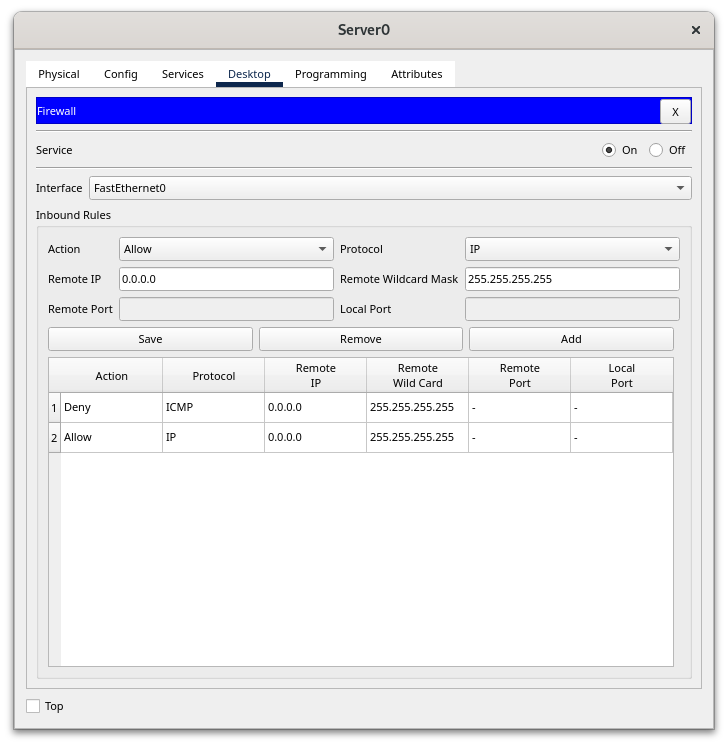 Server0
Physical Config Services Desktop Programming Attributes
Firewall X
Service On Off
Interface FastEthernet0
Inbound Rules
Action Allow Protocol IP
Remote IP 0.0.0.0 Remote Wildcard Mask 255.255.255.255
Remote Port Local Port
Save Remove Add
Action Protocol Remote IP Remote Wild Card Remote Port Local Port
1 Deny ICMP 0.0.0.0 255.255.255.255 - -
2 Allow IP 0.0.0.0 255.255.255.255 - -
Top